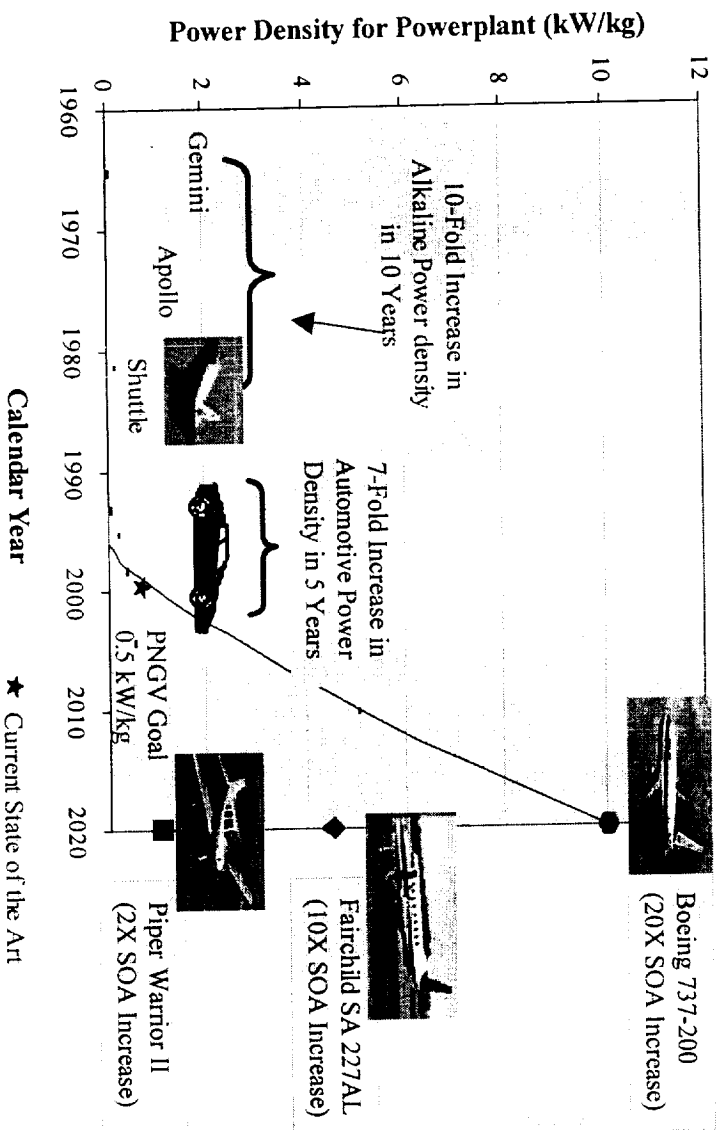 Power Density for Powerplant (kW/kg)
12
10
8
6
4
2
0
1960
1970
1980
1990
2000
2010
2020
Calendar Year
★ Current State of the Art
10-Fold Increase in
Alkaline Power density
in 10 Years
Gemini
Apollo
Shuttle
7-Fold Increase in
Automotive Power
Density in 5 Years
PNGV Goal
0.5 kW/kg
Boeing 737-200
(20X SOA Increase)
Fairchild SA 227AL
(10X SOA Increase)
Piper Warrior II
(2X SOA Increase)